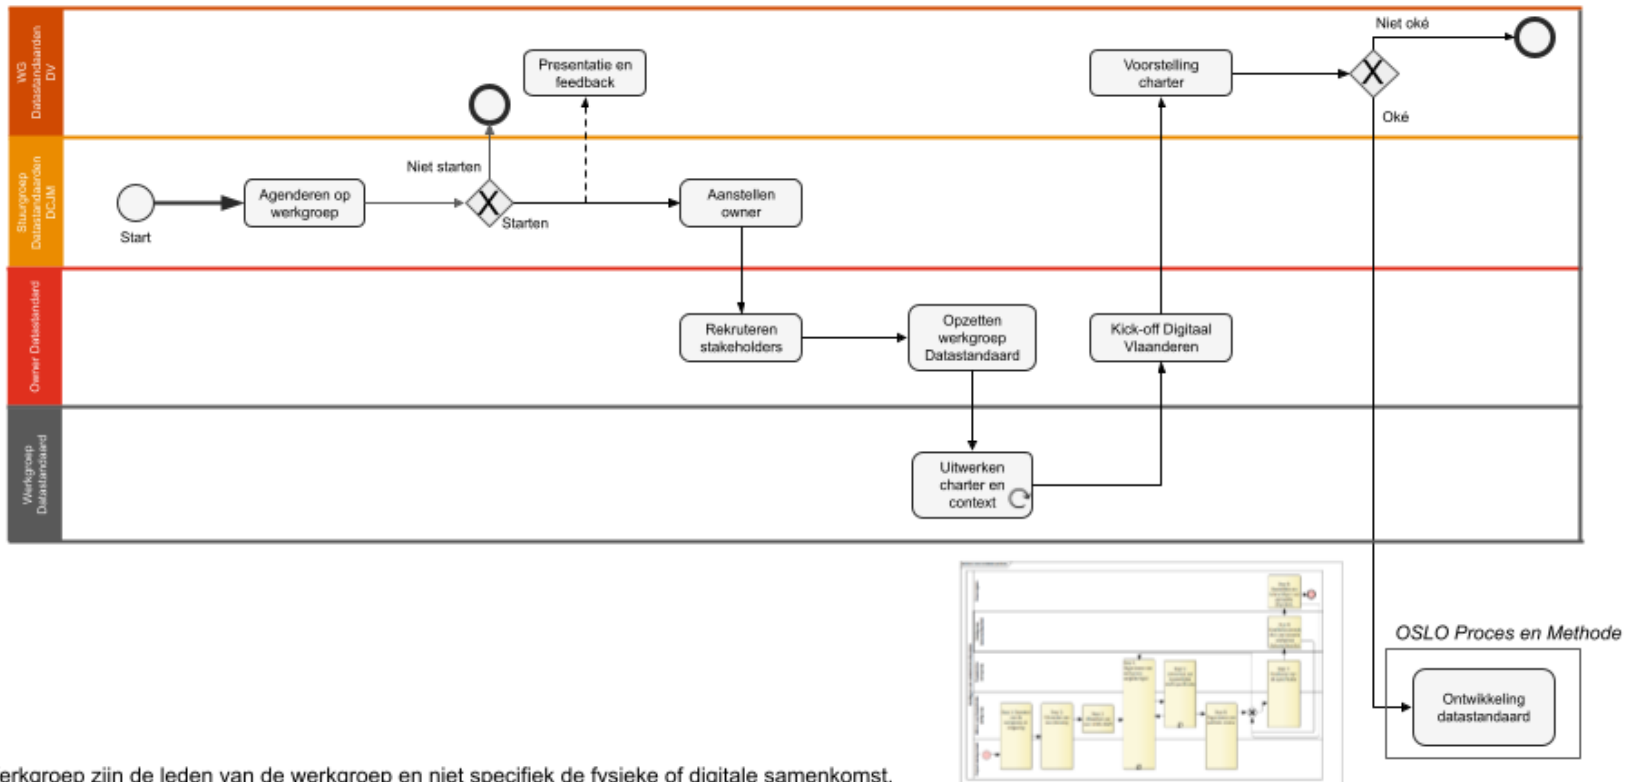 WG
Datastandaarden
DV
Niet oké
Presentatie en
feedback
Voorstelling
charter
Oké
Stuurgroep
Datastandaarden
DCJM
Niet starten
Agenderen op
werkgroep
Aanstellen
owner
Starten
Start
Owner Datastandard
Rekruteren
stakeholders
Opzetten
werkgroep
Datastandaard
Kick-off Digitaal
Vlaanderen
Werkgroep
Datastandaard
Uitwerken
charter en
context
OSLO Proces en Methode
Ontwikkeling
datastandaard
erkgroep zijn de leden van de werkgroep en niet specifiek de fysieke of digitale samenkomst.